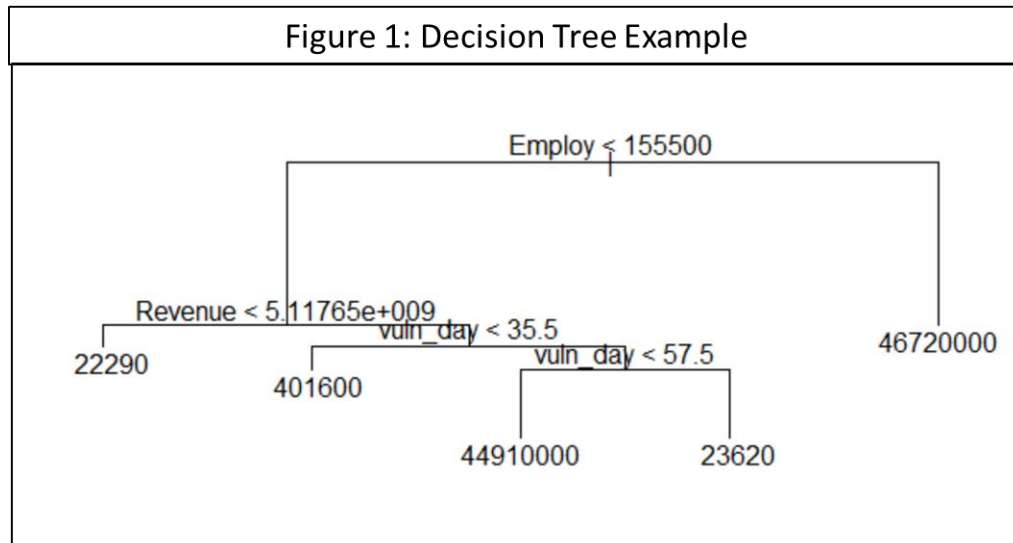 Figure 1: Decision Tree Example
Employ < 155500
Revenue < 5.11765e+009
vuln_day < 35.5
46720000
22290
vuln_day < 57.5
401600
44910000
23620